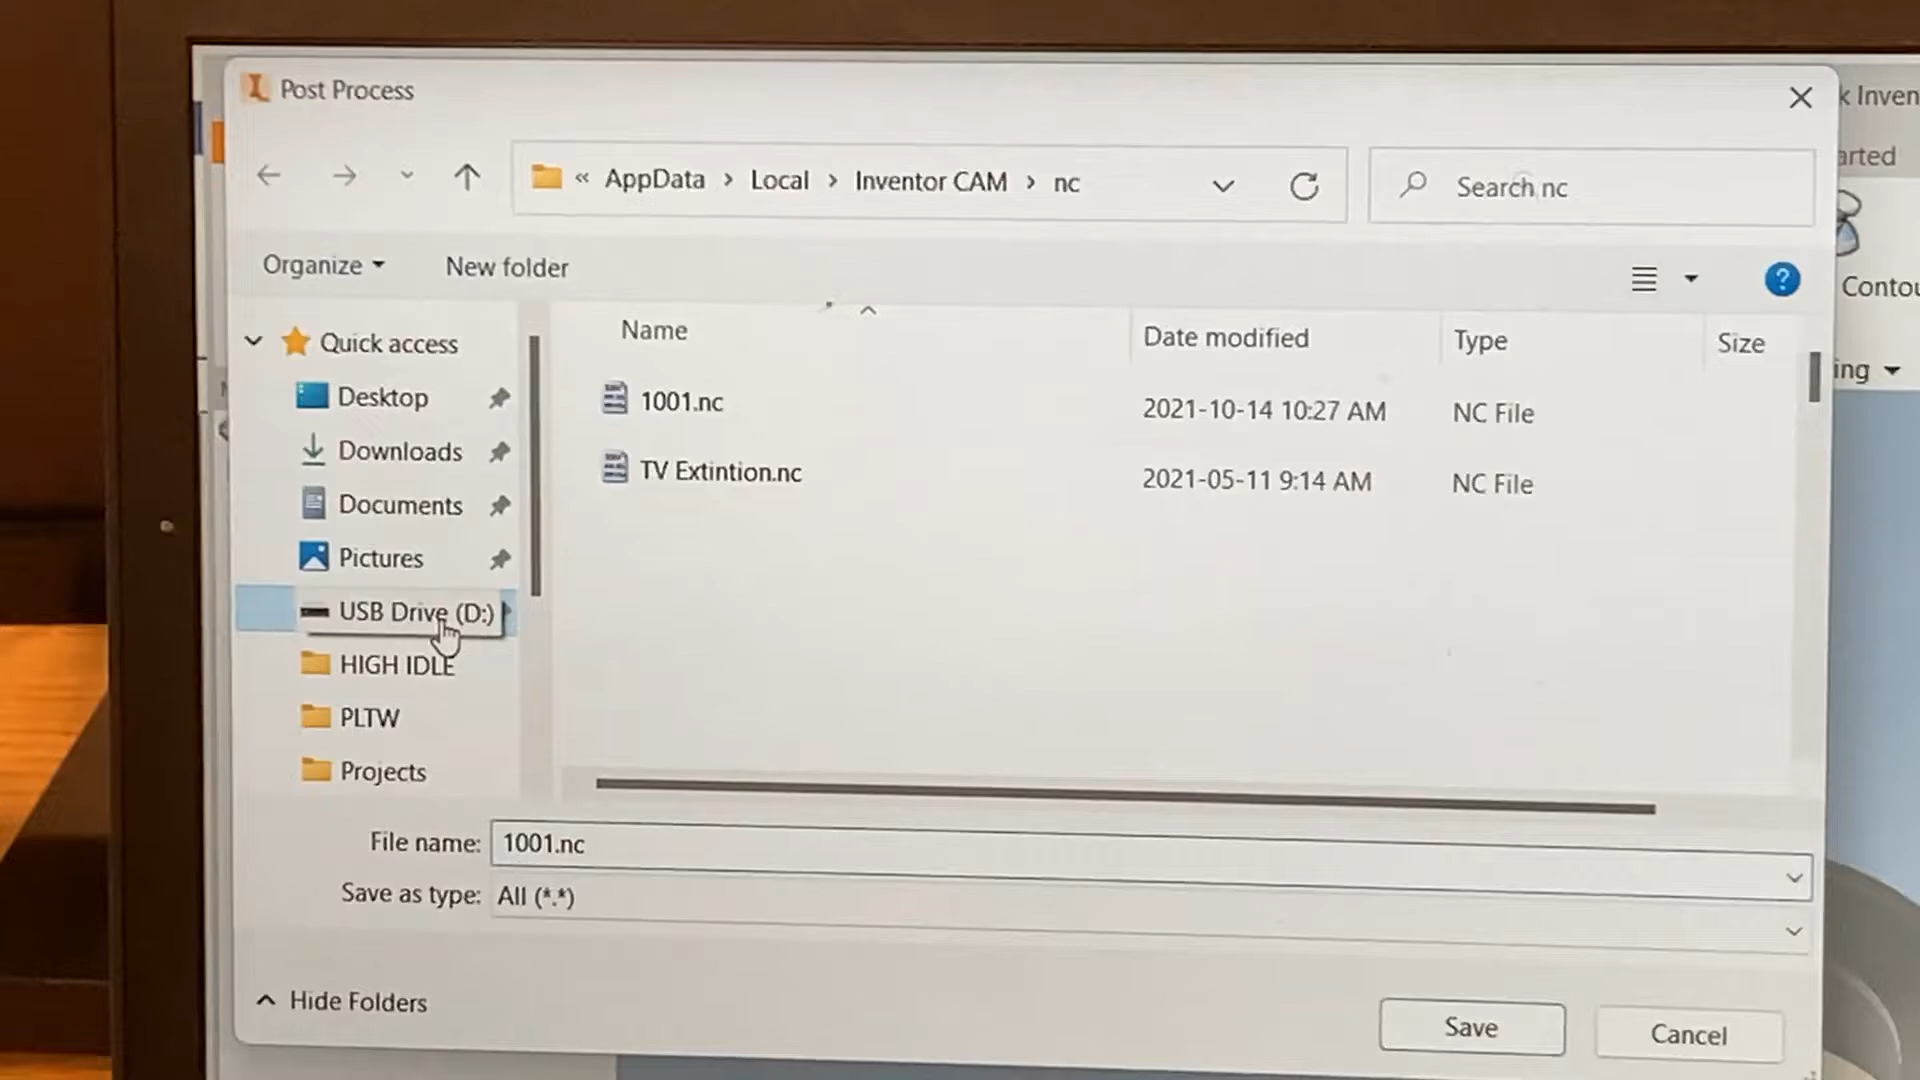 Post Process
k Inven
arted
« AppData > Local > Inventor CAM > nc
Search nc
Organize
New folder
?
Contou
ing
Quick access
Desktop
Downloads
Documents
Pictures
USB Drive (D:)
HIGH IDLE
PLTW
Projects
Name Date modified Type Size
1001.nc 2021-10-14 10:27 AM NC File
TV Extintion.nc 2021-05-11 9:14 AM NC File
File name: 1001.nc
Save as type: All (*.*)
Hide Folders
Save
Cancel